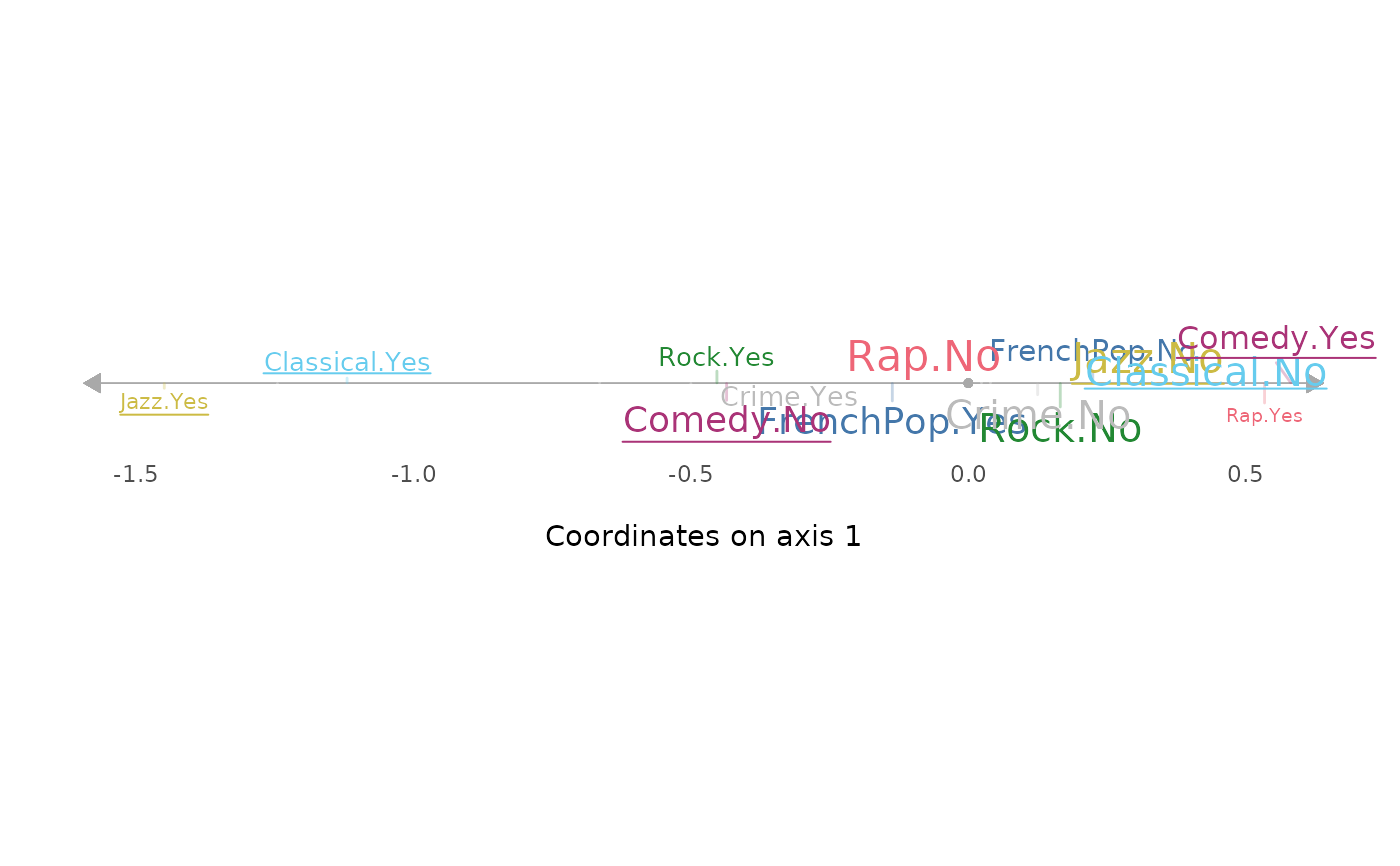 Comedy.Yes
FrenchPop.No
Rap.No
Jazz.No
Rock.Yes
Classical.Yes
Classical.No
Crime.Yes
Jazz.Yes
Crime.No
Rap.Yes
Comedy.No
FrenchPop.Yes
Rock.No
-1.5 -1.0 -0.5 0.0 0.5
Coordinates on axis 1